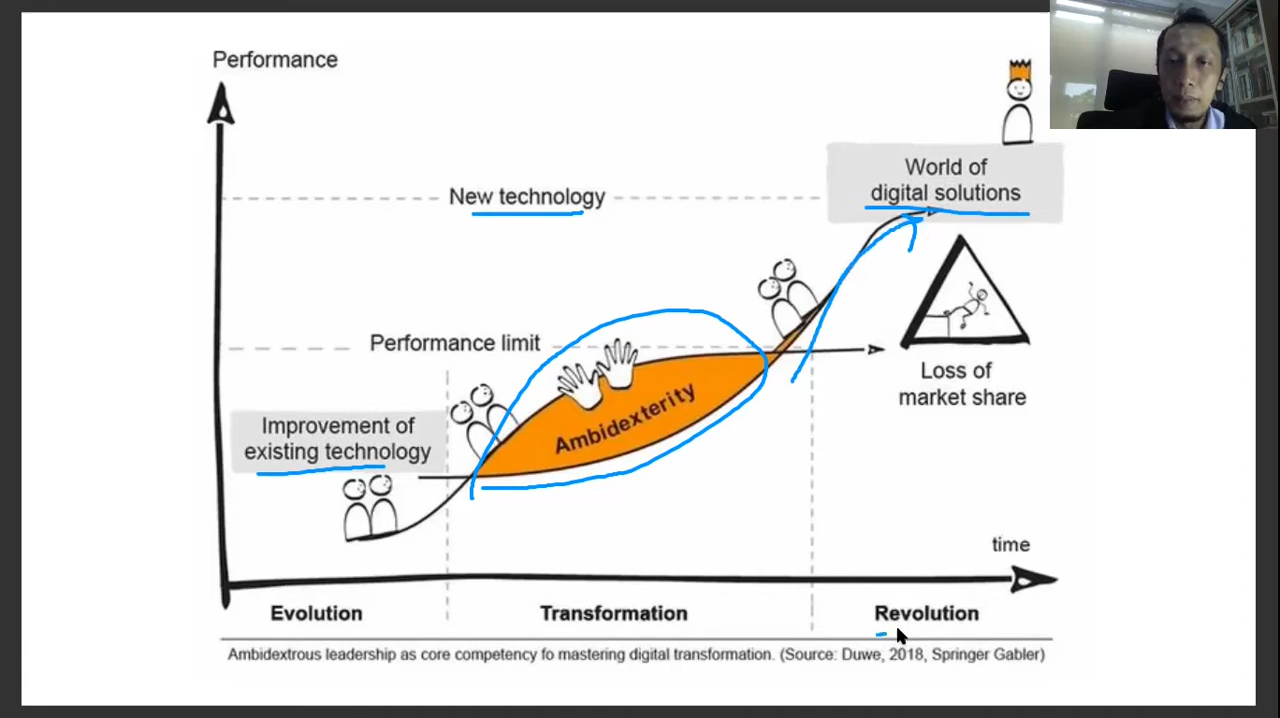 Performance
World of
digital solutions
New technology
Performance limit
Ambidexterity
Loss of
market share
Improvement of
existing technology
time
Evolution
Transformation
Revolution
Ambidextrous leadership as core competency fo mastering digital transformation. (Source: Duwe, 2018, Springer Gabler)